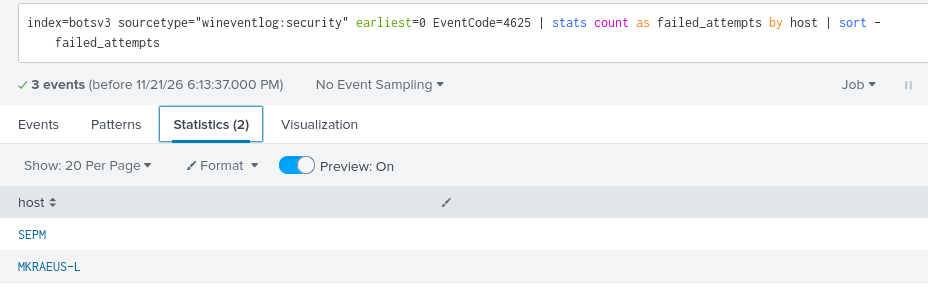 index=botsv3 sourcetype="wineventlog:security" earliest=0 EventCode=4625 | stats count as failed_attempts by host | sort -
failed_attempts
3 events (before 11/21/26 6:13:37.000 PM) No Event Sampling Job
Events Patterns Statistics (2) Visualization
Show: 20 Per Page Format Preview: On
host
SEPM
MKRAEUS-L